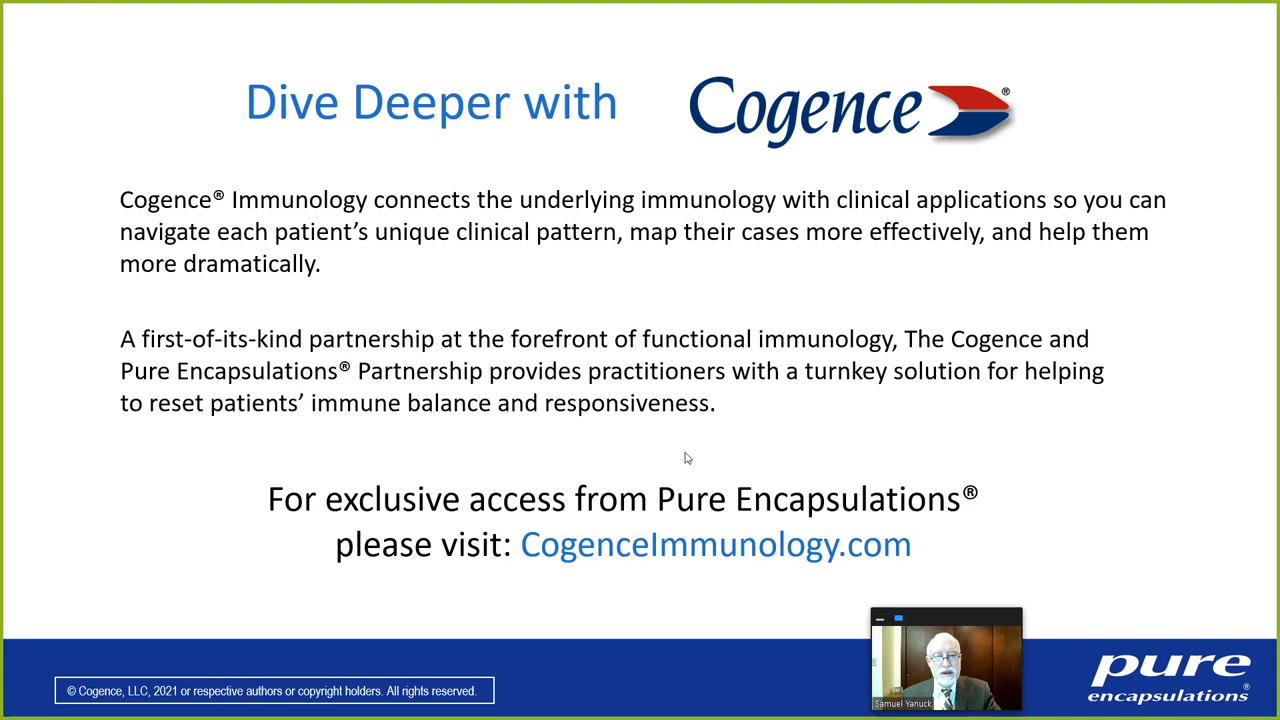 Dive Deeper with
Cogence®
Cogence® Immunology connects the underlying immunology with clinical applications so you can
navigate each patient’s unique clinical pattern, map their cases more effectively, and help them
more dramatically.
A first-of-its-kind partnership at the forefront of functional immunology, The Cogence and
Pure Encapsulations® Partnership provides practitioners with a turnkey solution for helping
to reset patients’ immune balance and responsiveness.
For exclusive access from Pure Encapsulations®
please visit: CogenceImmunology.com
© Cogence, LLC, 2021 or respective authors or copyright holders. All rights reserved.
Samuel Yanuck
pure
encapsulations®